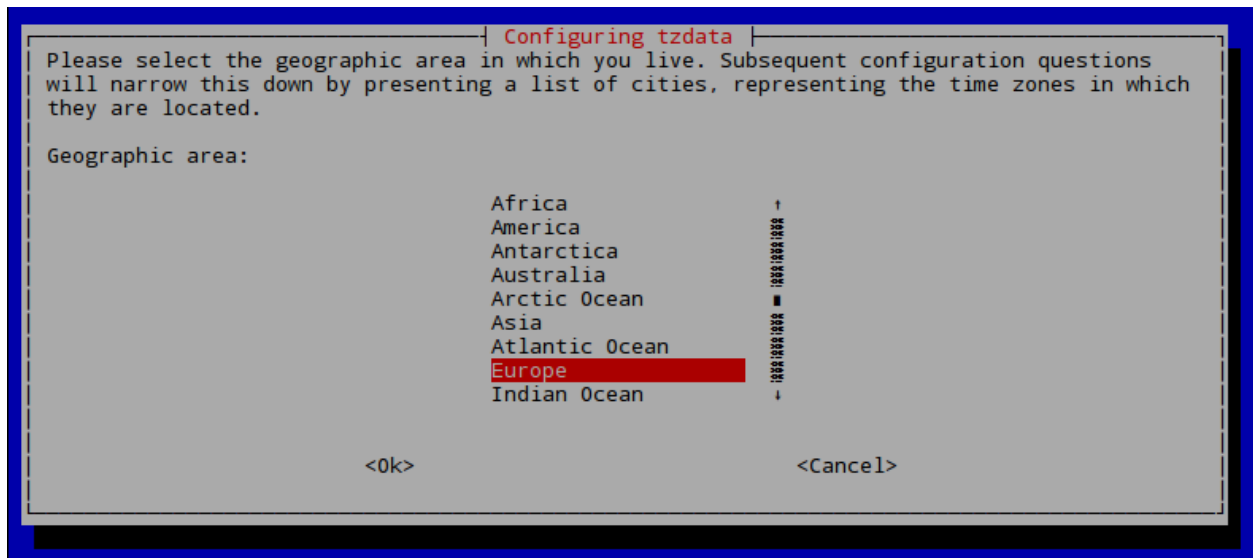 Configuring tzdata
Please select the geographic area in which you live. Subsequent configuration questions
will narrow this down by presenting a list of cities, representing the time zones in which
they are located.
Geographic area:
Africa
America
Antarctica
Australia
Arctic Ocean
Asia
Atlantic Ocean
Europe
Indian Ocean
<Ok> <Cancel>